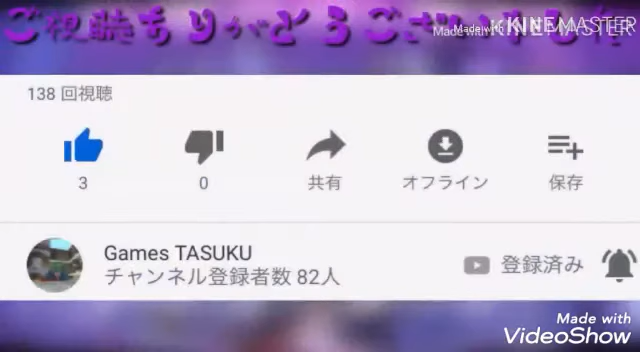 ご視聴ありがとうございました
Made with KINEMASTER
138 回視聴
3
0
共有
オフライン
保存
Games TASUKU
チャンネル登録者数 82人
登録済み
Made with
VideoShow